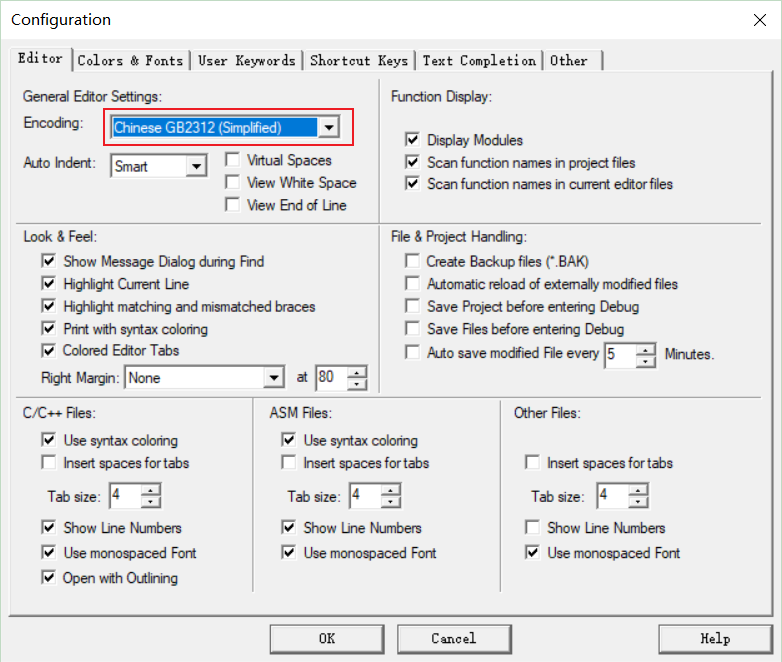 Configuration
Editor Colors & Fonts User Keywords Shortcut Keys Text Completion Other
General Editor Settings:
Encoding: Chinese GB2312 (Simplified)
Auto Indent: Smart
Virtual Spaces
View White Space
View End of Line
Function Display:
Display Modules
Scan function names in project files
Scan function names in current editor files
Look & Feel:
Show Message Dialog during Find
Highlight Current Line
Highlight matching and mismatched braces
Print with syntax coloring
Colored Editor Tabs
Right Margin: None at 80
File & Project Handling:
Create Backup files (*.BAK)
Automatic reload of externally modified files
Save Project before entering Debug
Save Files before entering Debug
Auto save modified File every 5 Minutes.
C/C++ Files:
Use syntax coloring
Insert spaces for tabs
Tab size: 4
Show Line Numbers
Use monospaced Font
Open with Outlining
ASM Files:
Use syntax coloring
Insert spaces for tabs
Tab size: 4
Show Line Numbers
Use monospaced Font
Other Files:
Insert spaces for tabs
Tab size: 4
Show Line Numbers
Use monospaced Font
OK Cancel Help